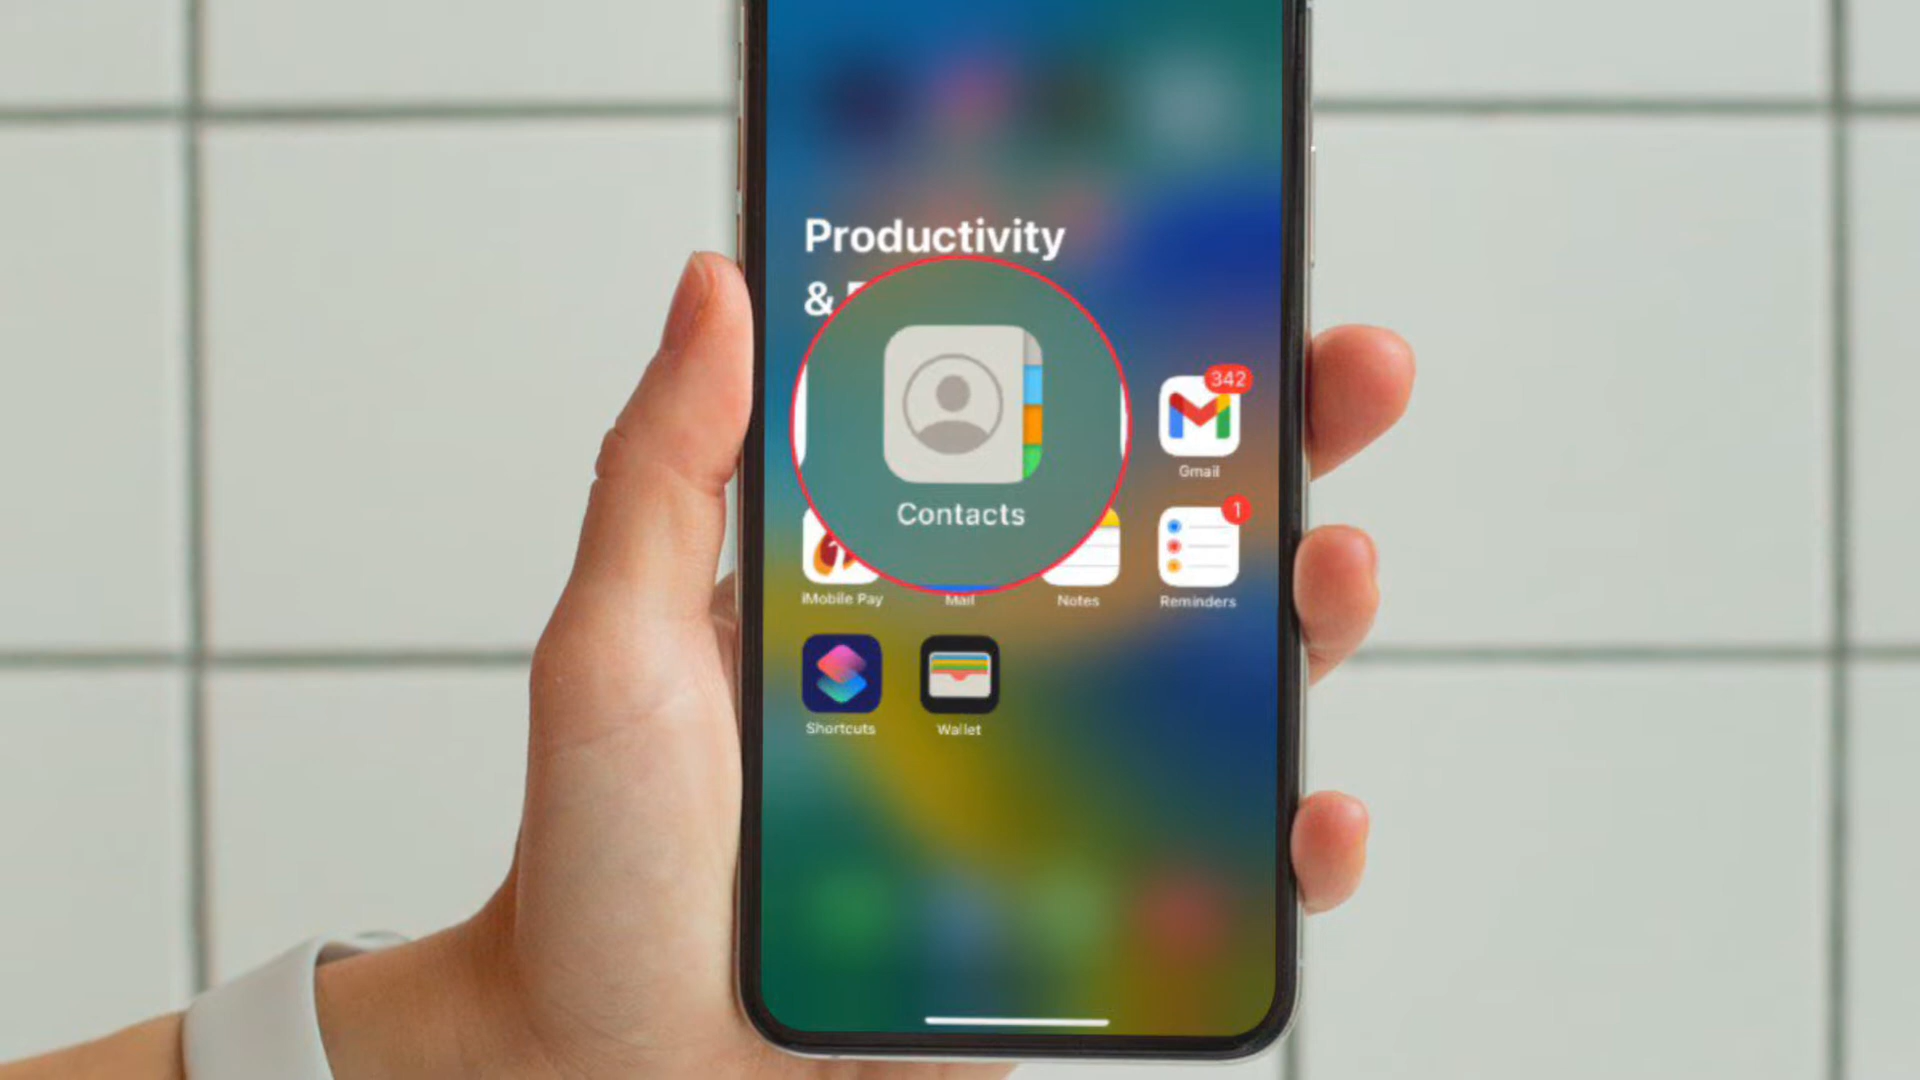 Productivity
&
342
Contacts
Gmail
1
iMobile Pay
Mail
Notes
Reminders
Shortcuts
Wallet